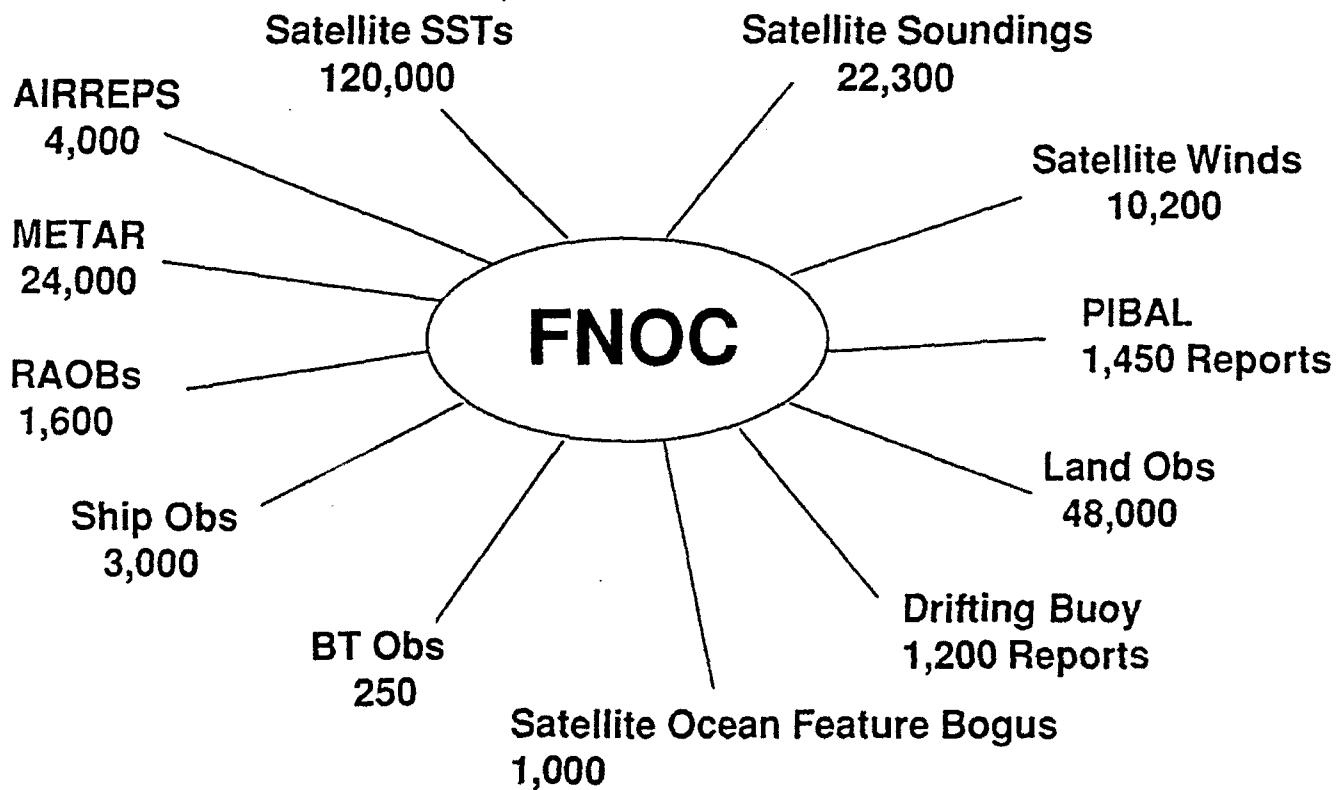 Satellite SSTs
120,000
Satellite Soundings
22,300
AIRREPS
4,000
Satellite Winds
10,200
METAR
24,000
FNOC
PIBAL
1,450 Reports
RAOBs
1,600
Land Obs
48,000
Ship Obs
3,000
Drifting Buoy
1,200 Reports
BT Obs
250
Satellite Ocean Feature Bogus
1,000